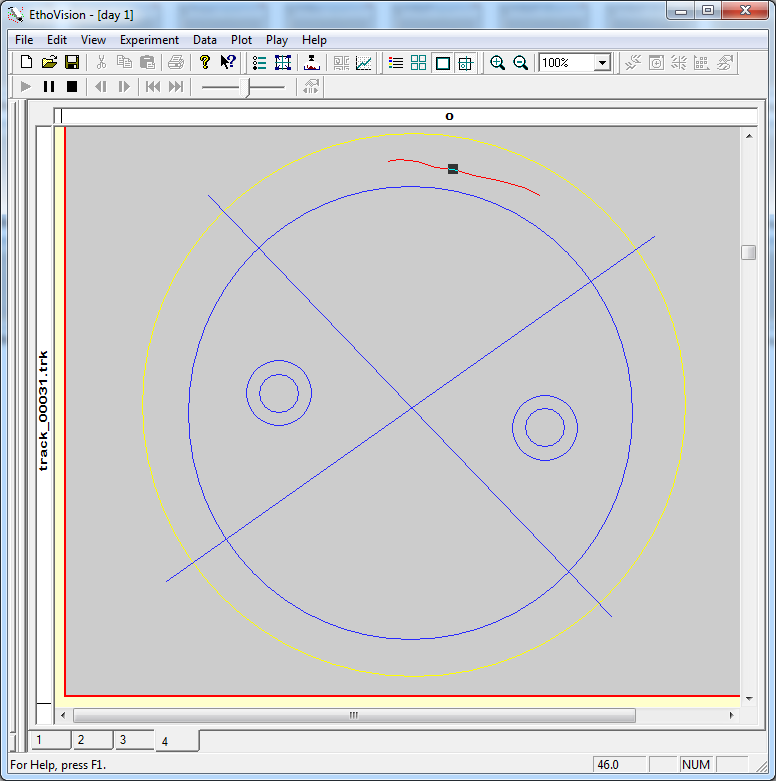 EthoVision - [day 1]
File Edit View Experiment Data Plot Play Help
100%
o
track_00031.trk
1 2 3 4
For Help, press F1.
46.0 NUM